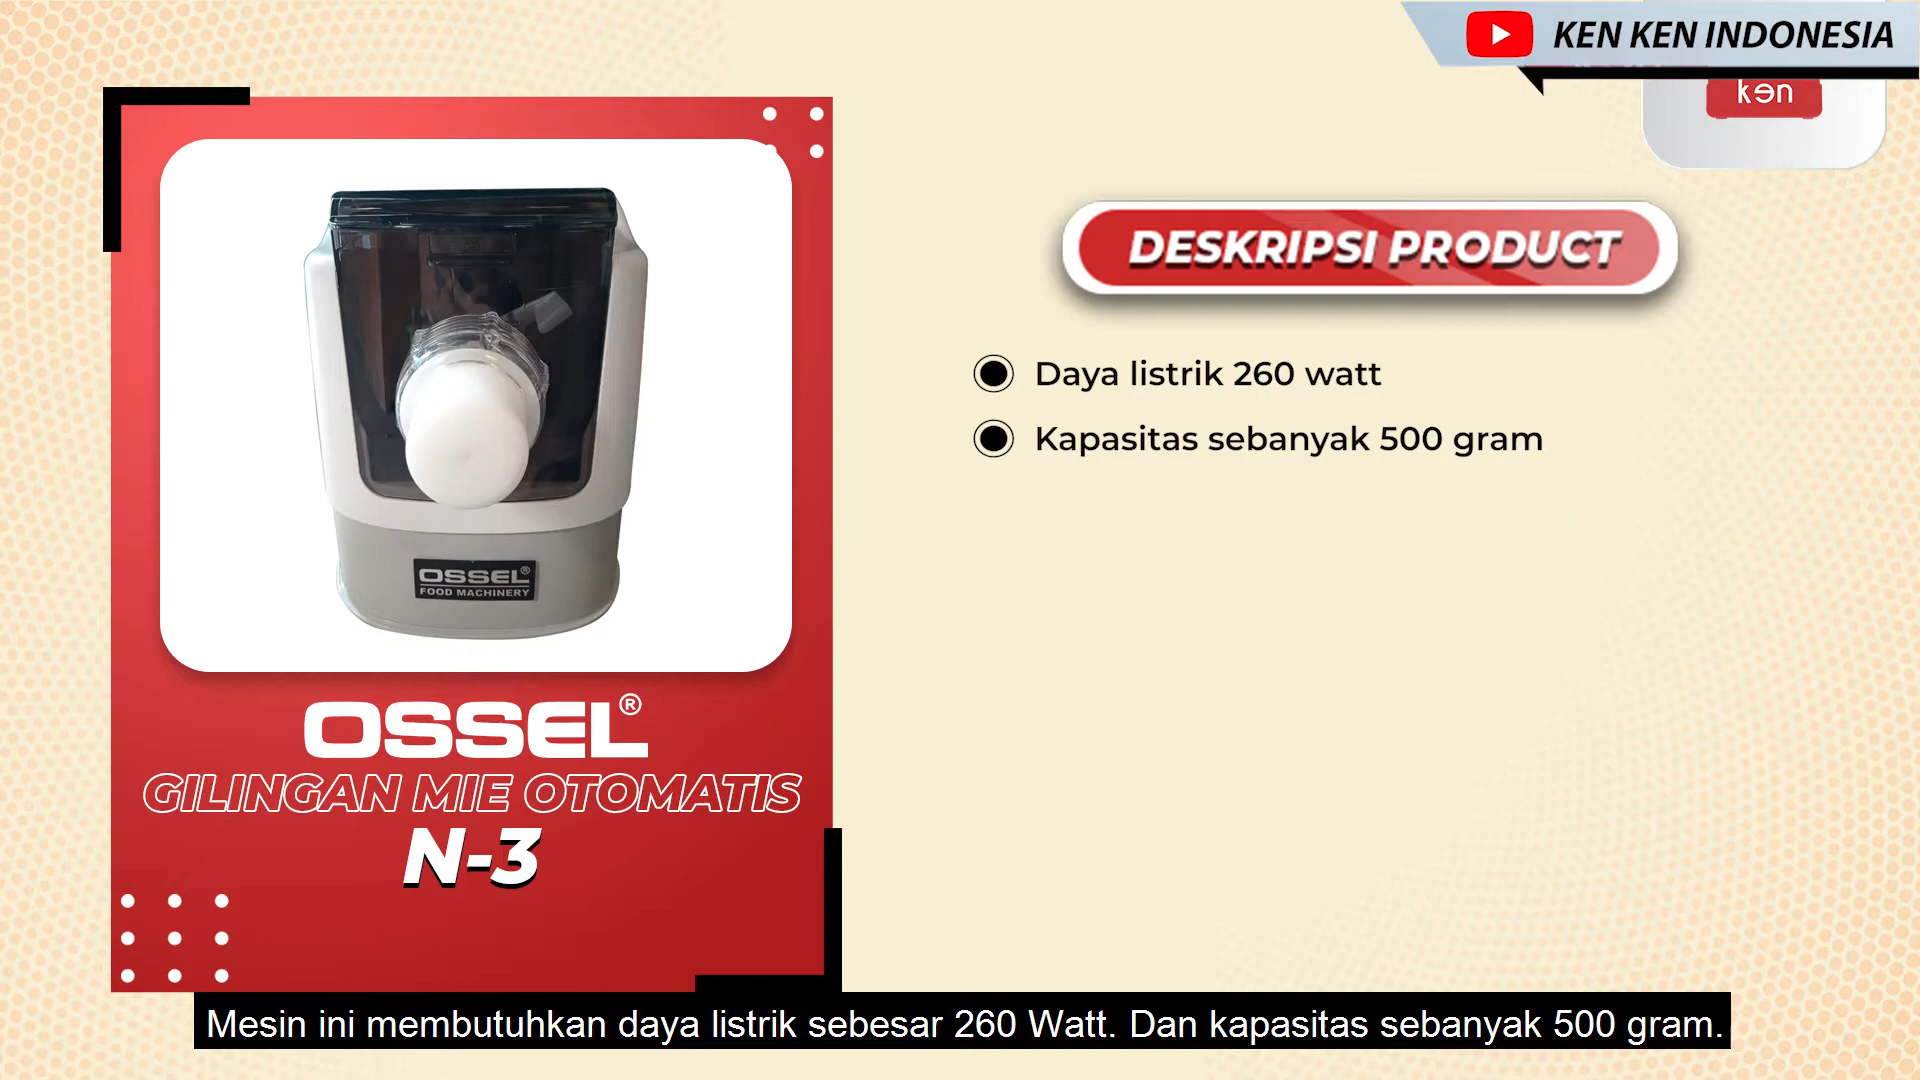 KEN KEN INDONESIA
ken
DESKRIPSI PRODUCT
Daya listrik 260 watt
Kapasitas sebanyak 500 gram
OSSEL®
FOOD MACHINERY
OSSEL®
GILINGAN MIE OTOMATIS
N-3
Mesin ini membutuhkan daya listrik sebesar 260 Watt. Dan kapasitas sebanyak 500 gram.